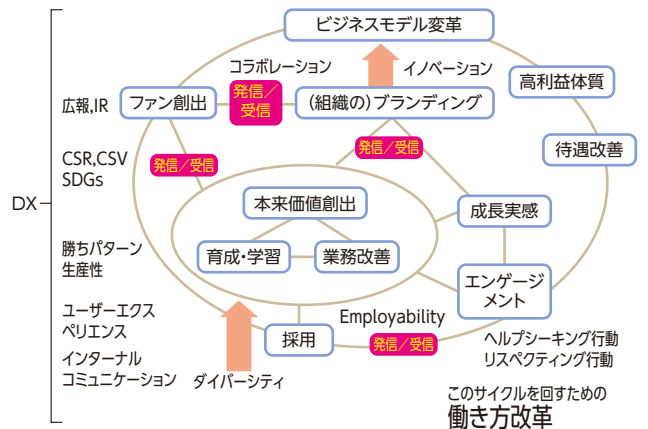 ビジネスモデル変革
コラボレーション
イノベーション
高利益体質
広報,IR
ファン創出
発信／
受信
（組織の）ブランディング
発信／受信
待遇改善
CSR,CSV
SDGs
発信／受信
DX
本来価値創出
成長実感
勝ちパターン
生産性
育成・学習
業務改善
エンゲージ
メント
ユーザーエクス
ペリエンス
Employability
採用
発信／受信
ヘルプシーキング行動
リスペクティング行動
インターナル
コミュニケーション
ダイバーシティ
このサイクルを回すための
働き方改革